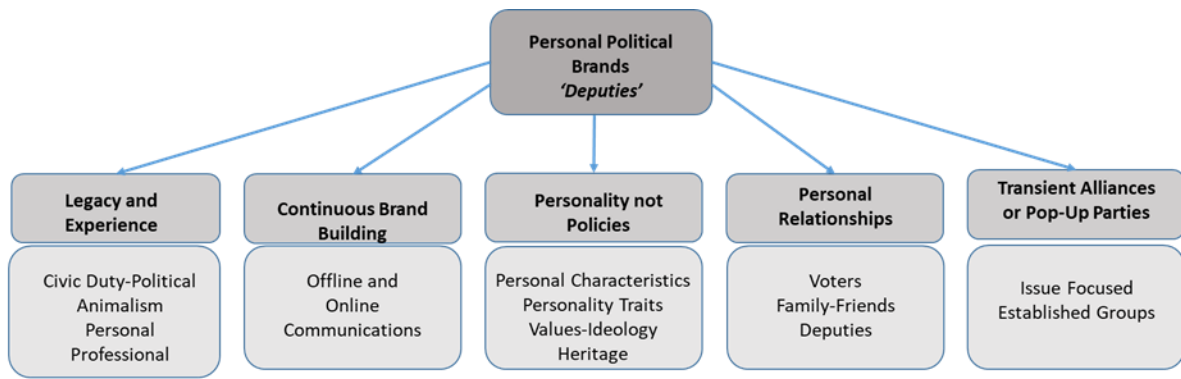 Personal Political
Brands
‘Deputies’
Legacy and
Experience
Civic Duty-Political
Animalism
Personal
Professional
Continuous Brand
Building
Offline and
Online
Communications
Personality not
Policies
Personal Characteristics
Personality Traits
Values-Ideology
Heritage
Personal
Relationships
Voters
Family-Friends
Deputies
Transient Alliances
or Pop-Up Parties
Issue Focused
Established Groups